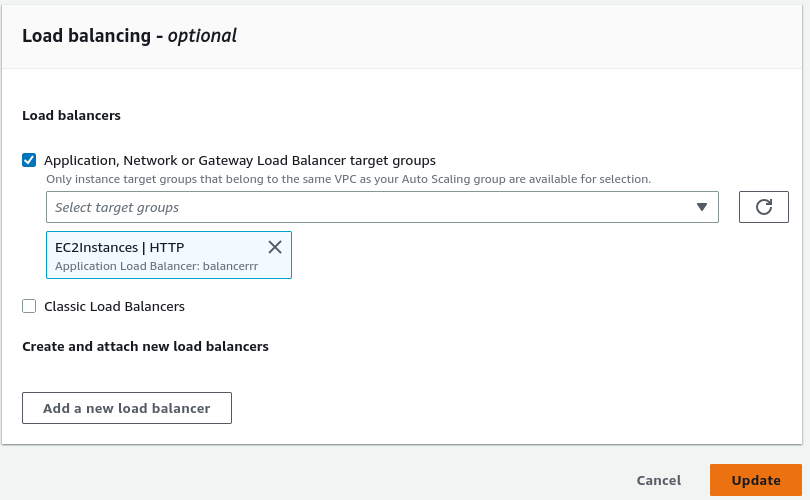 Load balancing - optional
Load balancers
Application, Network or Gateway Load Balancer target groups
Only instance target groups that belong to the same VPC as your Auto Scaling group are available for selection.
Select target groups
EC2Instances | HTTP
Application Load Balancer: balancerrr
Classic Load Balancers
Create and attach new load balancers
Add a new load balancer
Cancel
Update